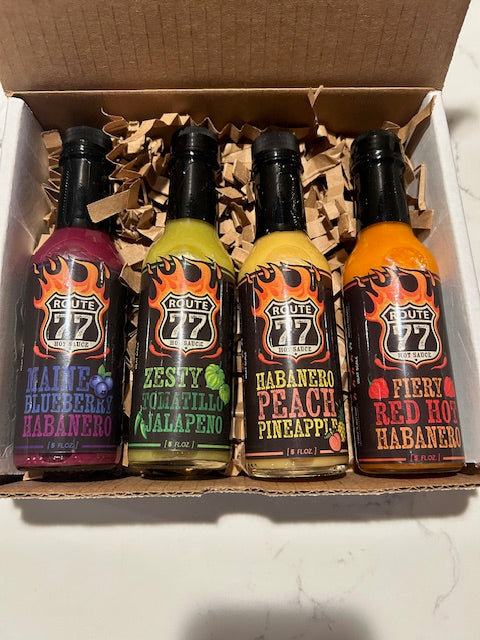 ROUTE
77
HOT SAUCE
MAINE
BLUEBERRY
HABANERO
[5 FL.OZ.]
ROUTE
77
HOT SAUCE
ZESTY
TOMATILLO
JALAPENO
[5 FL.OZ.]
ROUTE
77
HOT SAUCE
HABANERO
PEACH
PINEAPPLE
[5 FL.OZ.]
ROUTE
77
HOT SAUCE
FIERY
RED HOT
HABANERO
[5 FL.OZ.]